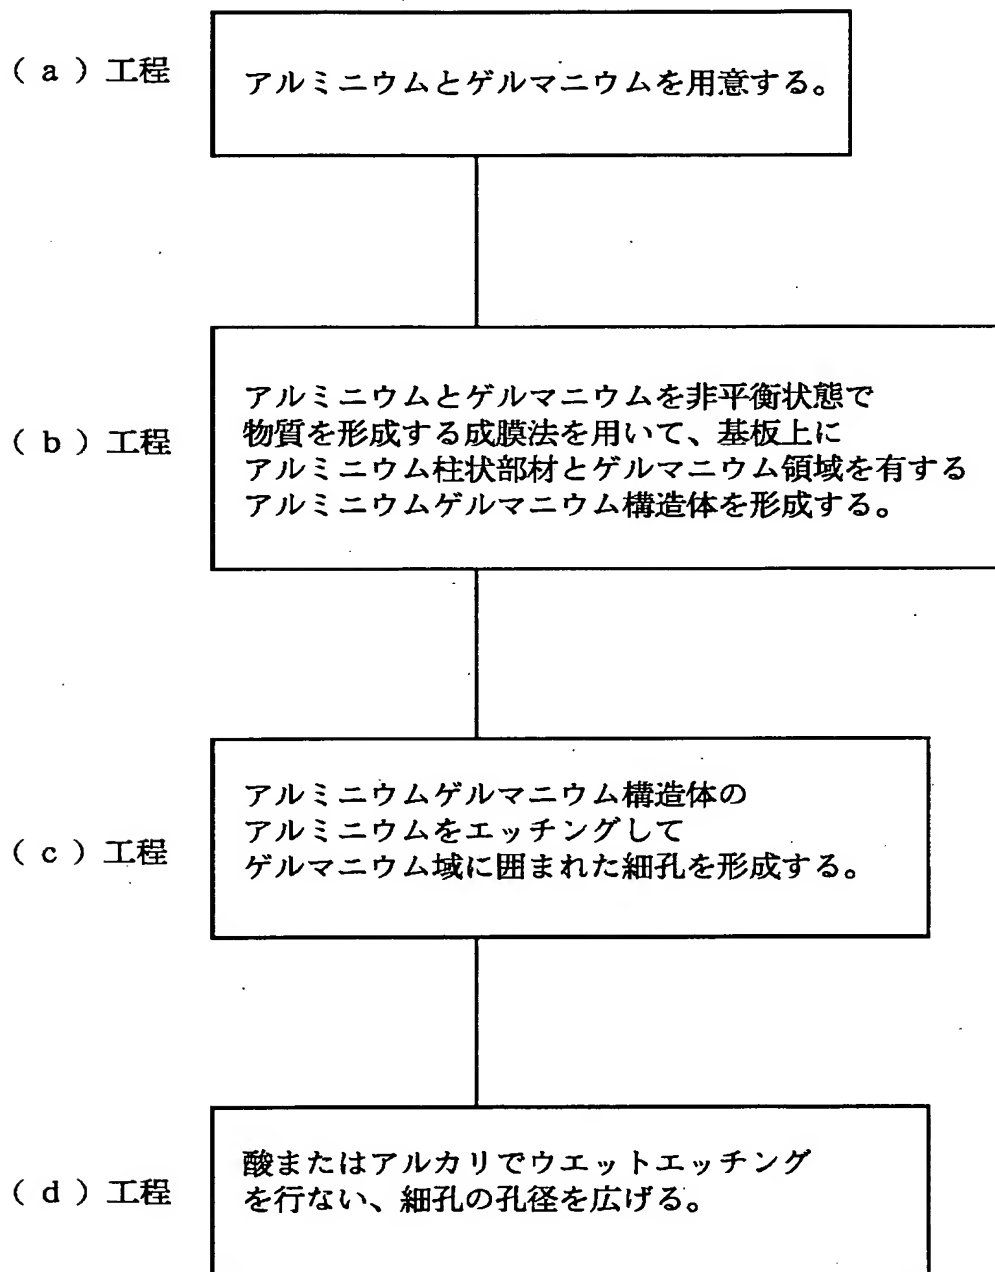 ( a ) 工程
アルミニウムとゲルマニウムを用意する。
( b ) 工程
アルミニウムとゲルマニウムを非平衡状態で
物質を形成する成膜法を用いて、基板上に
アルミニウム柱状部材とゲルマニウム領域を有する
アルミニウムゲルマニウム構造体を形成する。
( c ) 工程
アルミニウムゲルマニウム構造体の
アルミニウムをエッチングして
ゲルマニウム域に囲まれた細孔を形成する。
( d ) 工程
酸またはアルカリでウエットエッチング
を行ない、細孔の孔径を広げる。